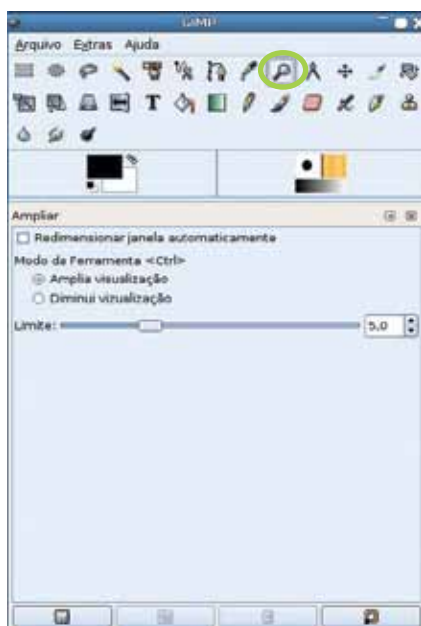 GIMP
Arquivo Extras Ajuda
T
Ampliar
Redimensionar janela automaticamente
Modo da Ferramenta <Ctrl>
Amplia visualização
Diminui vizualização
Limite: 5,0